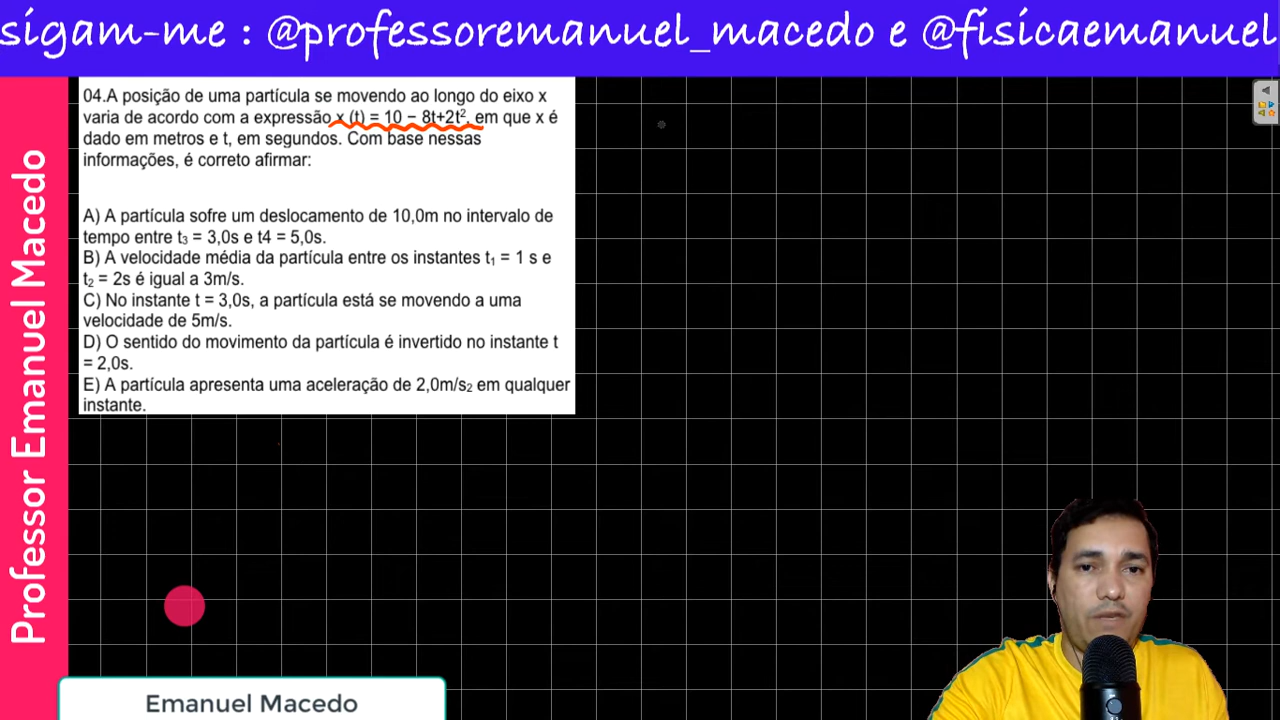 sigam-me : @professoremanuel_macedo e @fisicaemanuel
Professor Emanuel Macedo
04.A posição de uma partícula se movendo ao longo do eixo x
varia de acordo com a expressão x (t) = 10 − 8t+2t², em que x é
dado em metros e t, em segundos. Com base nessas
informações, é correto afirmar:
A) A partícula sofre um deslocamento de 10,0m no intervalo de
tempo entre t₃ = 3,0s e t4 = 5,0s.
B) A velocidade média da partícula entre os instantes t₁ = 1 s e
t₂ = 2s é igual a 3m/s.
C) No instante t = 3,0s, a partícula está se movendo a uma
velocidade de 5m/s.
D) O sentido do movimento da partícula é invertido no instante t
= 2,0s.
E) A partícula apresenta uma aceleração de 2,0m/s₂ em qualquer
instante.
Emanuel Macedo